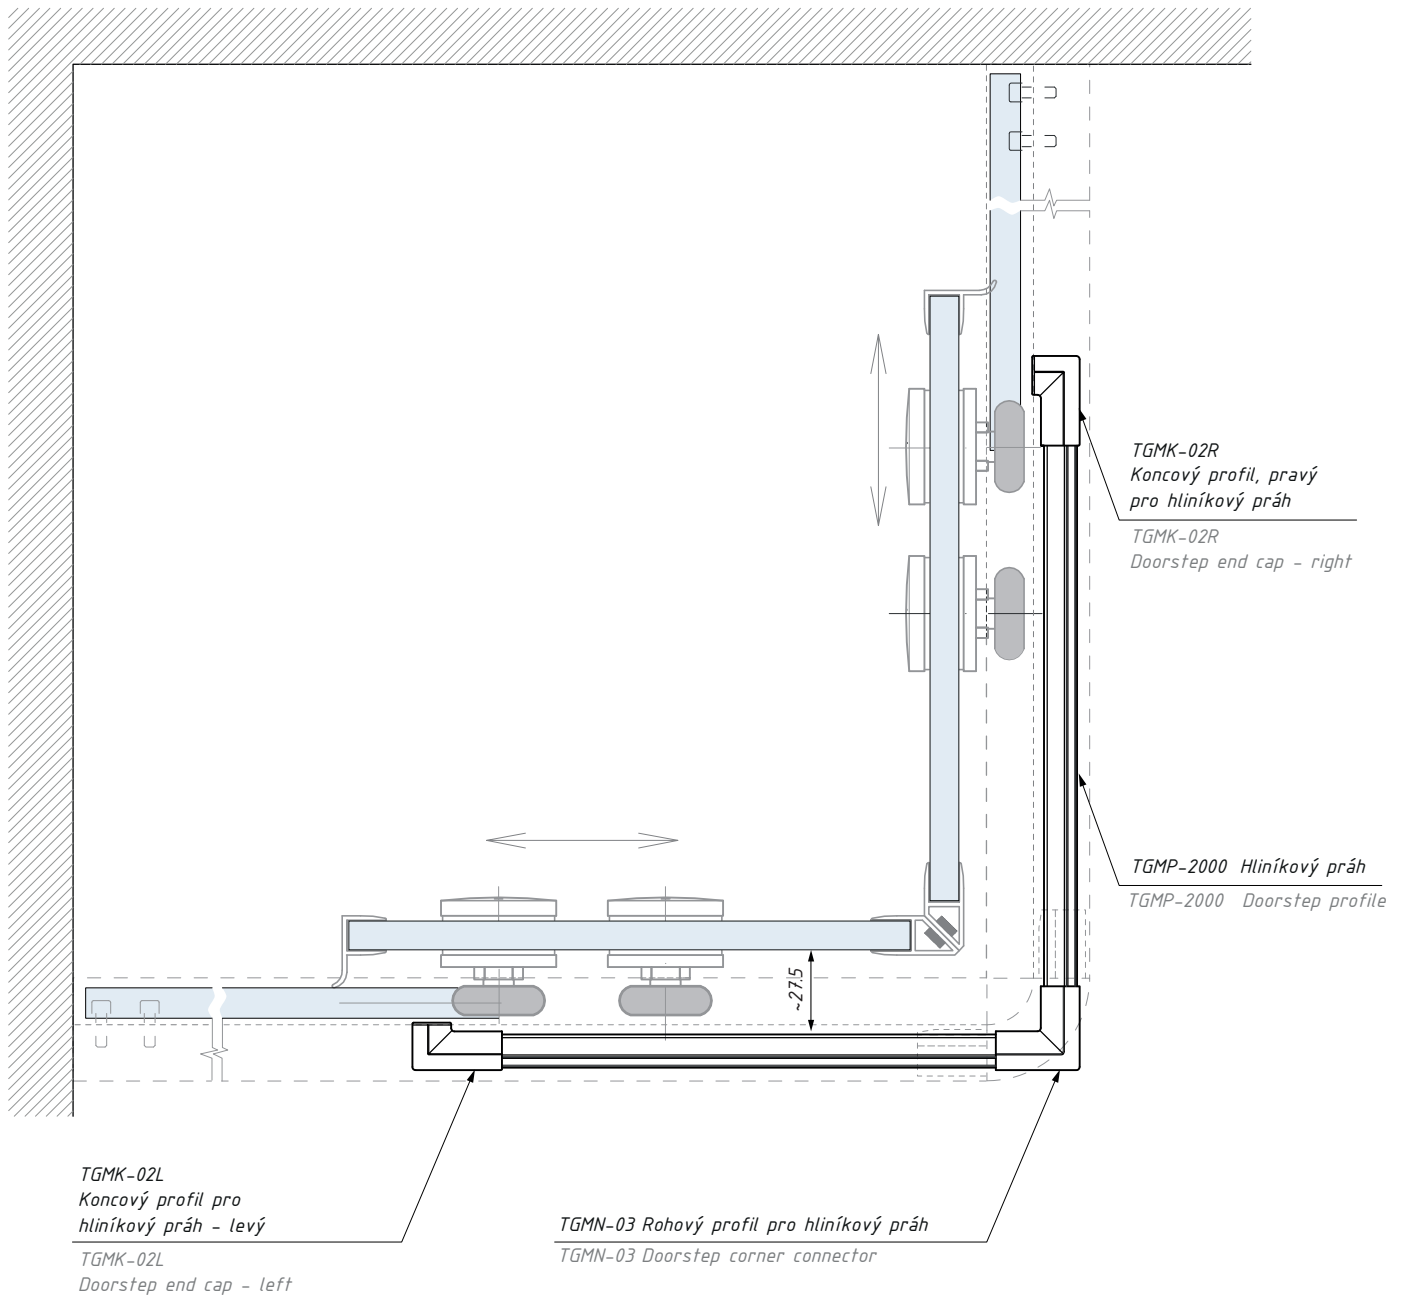 TGMK-02R
Koncový profil, pravý
pro hliníkový práh
TGMK-02R
Doorstep end cap - right
TGMP-2000 Hliníkový práh
TGMP-2000 Doorstep profile
~27.5
TGMK-02L
Koncový profil pro
hliníkový práh - levý
TGMK-02L
Doorstep end cap - left
TGMN-03 Rohový profil pro hliníkový práh
TGMN-03 Doorstep corner connector